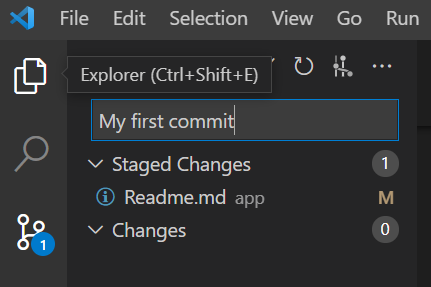 File Edit Selection View Go Run
Explorer (Ctrl+Shift+E)
My first commit
Staged Changes 1
Readme.md app M
1
Changes 0